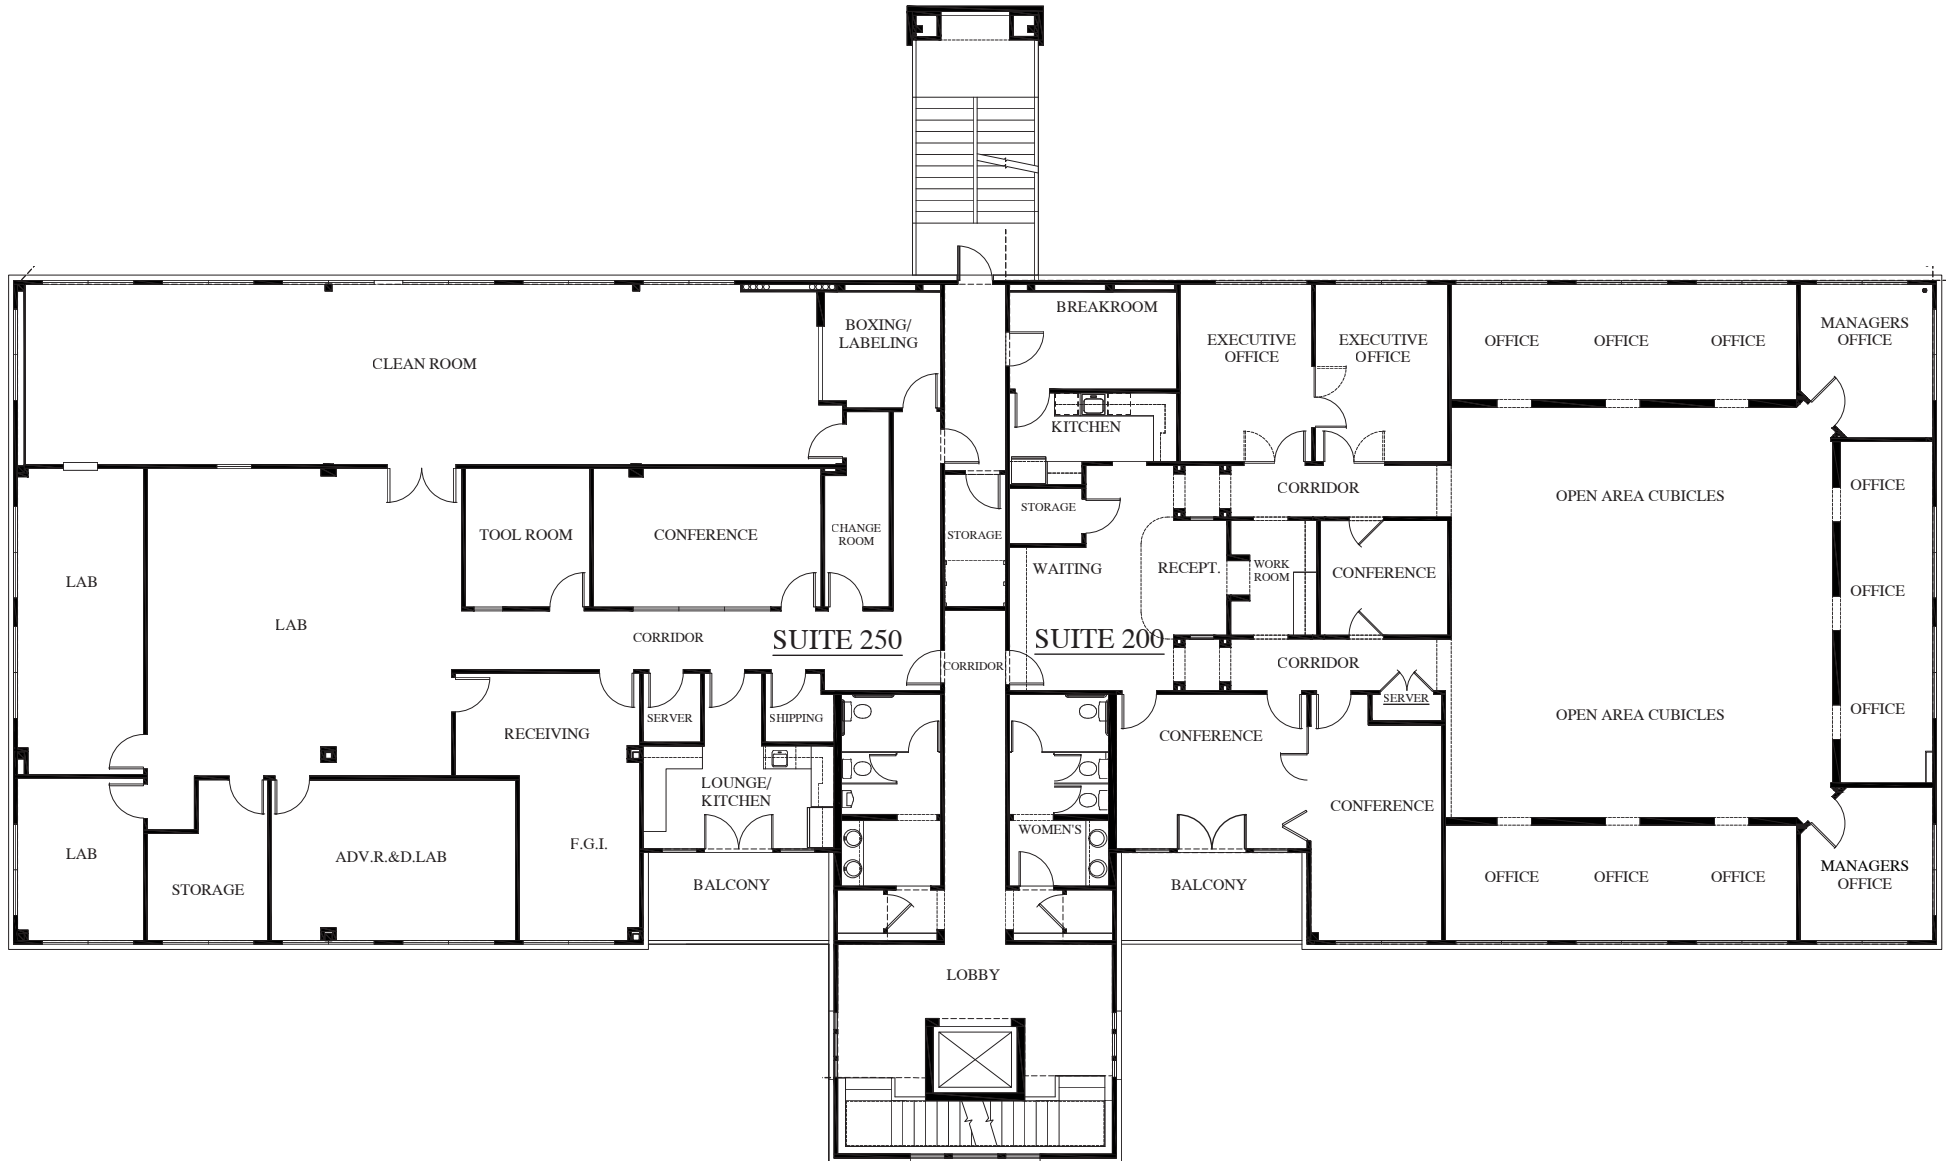 BREAKROOM
BOXING/
LABELING
EXECUTIVE
OFFICE
EXECUTIVE
OFFICE
OFFICE
OFFICE
OFFICE
MANAGERS
OFFICE
CLEAN ROOM
KITCHEN
CORRIDOR
OPEN AREA CUBICLES
OFFICE
STORAGE
TOOL ROOM
CONFERENCE
CHANGE
ROOM
STORAGE
WAITING
RECEPT.
WORK
ROOM
CONFERENCE
LAB
OFFICE
LAB
CORRIDOR
SUITE 250
SUITE 200
CORRIDOR
CORRIDOR
SERVER
OFFICE
SERVER
SHIPPING
OPEN AREA CUBICLES
RECEIVING
CONFERENCE
LOUNGE/
KITCHEN
CONFERENCE
WOMEN'S
F.G.I.
LAB
ADV.R.&D.LAB
STORAGE
BALCONY
BALCONY
OFFICE
OFFICE
OFFICE
MANAGERS
OFFICE
LOBBY